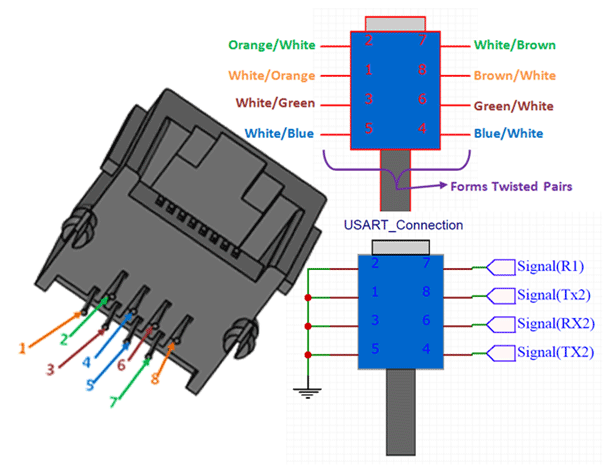 Orange/White 2 7 White/Brown
White/Orange 1 8 Brown/White
White/Green 3 6 Green/White
White/Blue 5 4 Blue/White
Forms Twisted Pairs
USART_Connection
2 7 Signal(R1)
1 8 Signal(Tx2)
3 6 Signal(RX2)
5 4 Signal(TX2)
1
2
3
4
5
6
7
8